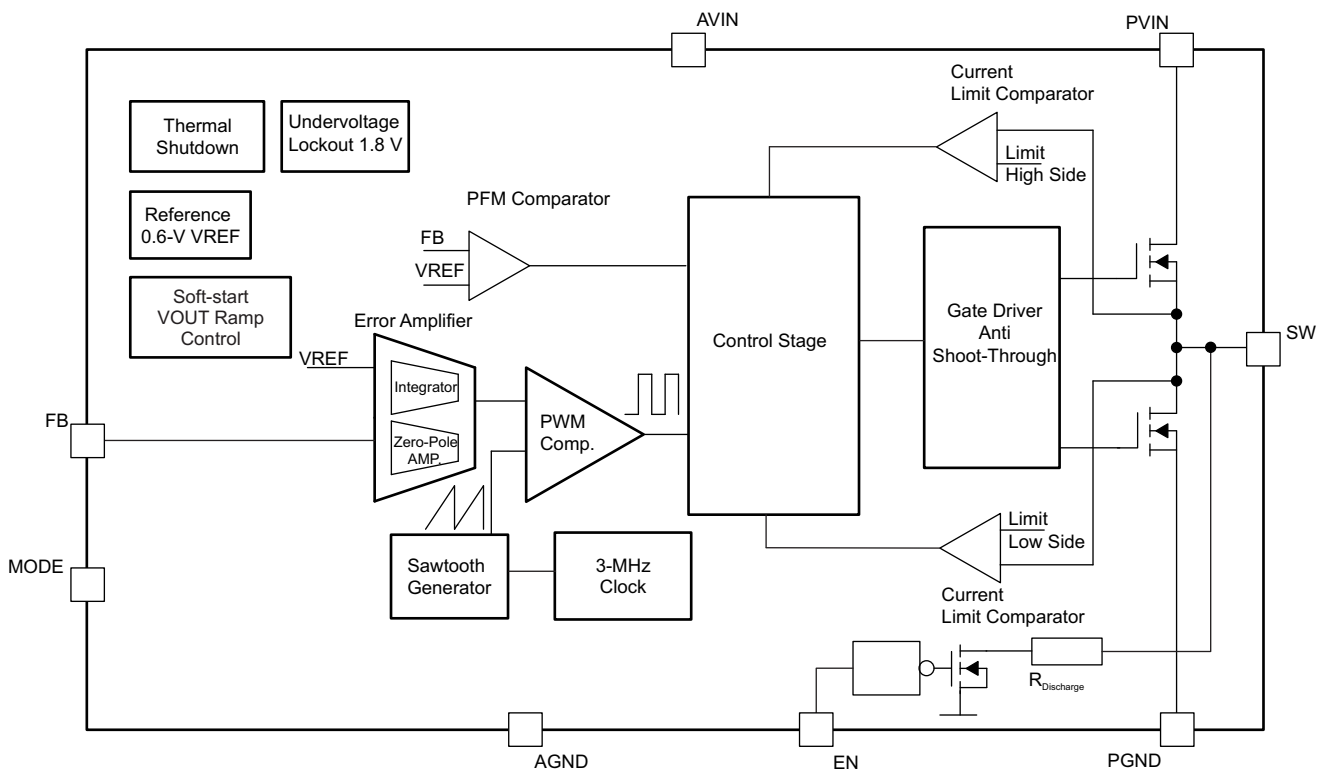 AVIN
PVIN
Current
Limit Comparator
Thermal
Shutdown
Undervoltage
Lockout 1.8 V
Limit
High Side
Reference
0.6-V VREF
PFM Comparator
FB
VREF
Soft-start
VOUT Ramp
Control
Error Amplifier
VREF
Integrator
Zero-Pole
AMP.
PWM
Comp.
Control Stage
Gate Driver
Anti
Shoot-Through
SW
FB
MODE
Sawtooth
Generator
3-MHz
Clock
Limit
Low Side
Current
Limit Comparator
RDischarge
AGND
EN
PGND